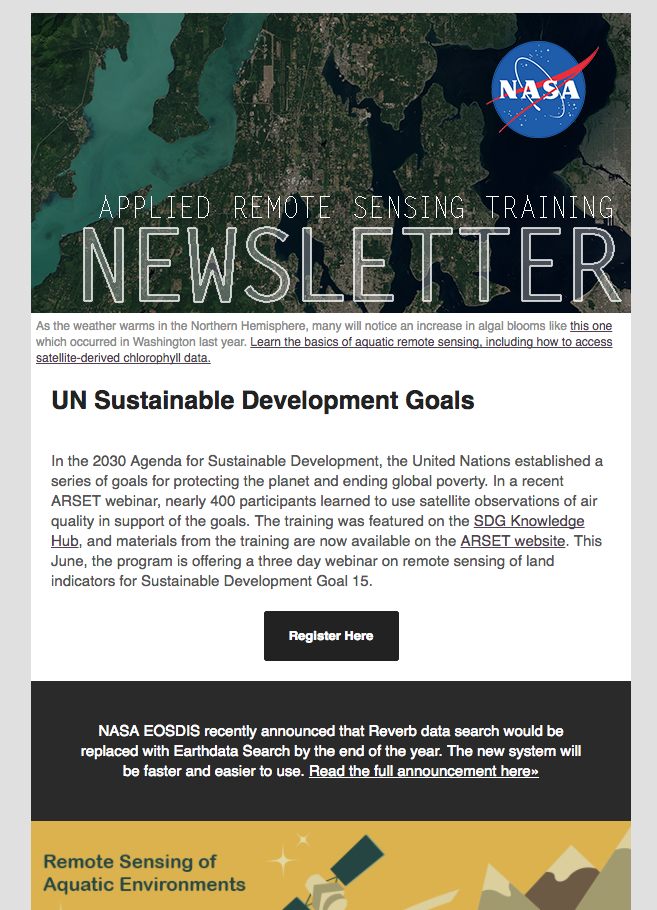 NASA
APPLIED REMOTE SENSING TRAINING
NEWSLETTER
As the weather warms in the Northern Hemisphere, many will notice an increase in algal blooms like this one
which occurred in Washington last year. Learn the basics of aquatic remote sensing, including how to access
satellite-derived chlorophyll data.
UN Sustainable Development Goals
In the 2030 Agenda for Sustainable Development, the United Nations established a
series of goals for protecting the planet and ending global poverty. In a recent
ARSET webinar, nearly 400 participants learned to use satellite observations of air
quality in support of the goals. The training was featured on the SDG Knowledge
Hub, and materials from the training are now available on the ARSET website. This
June, the program is offering a three day webinar on remote sensing of land
indicators for Sustainable Development Goal 15.
Register Here
NASA EOSDIS recently announced that Reverb data search would be
replaced with Earthdata Search by the end of the year. The new system will
be faster and easier to use. Read the full announcement here»
Remote Sensing of
Aquatic Environments